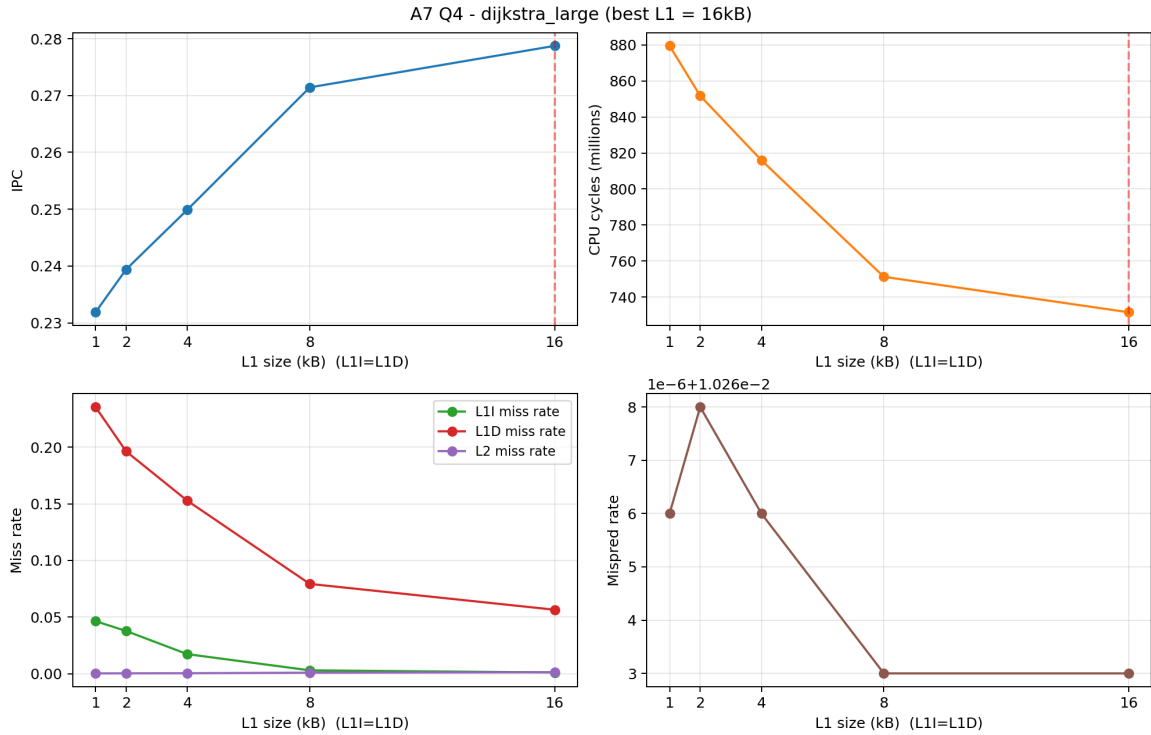 A7 Q4 - dijkstra_large (best L1 = 16kB)
0.28
0.27
0.26
0.25
0.24
0.23
IPC
1 2 4 8 16
L1 size (kB) (L1I=L1D)
880
860
840
820
800
780
760
740
CPU cycles (millions)
1 2 4 8 16
L1 size (kB) (L1I=L1D)
L1I miss rate
L1D miss rate
L2 miss rate
0.20
0.15
0.10
0.05
0.00
Miss rate
1 2 4 8 16
L1 size (kB) (L1I=L1D)
1e-6+1.026e-2
8
7
6
5
4
3
Mispred rate
1 2 4 8 16
L1 size (kB) (L1I=L1D)